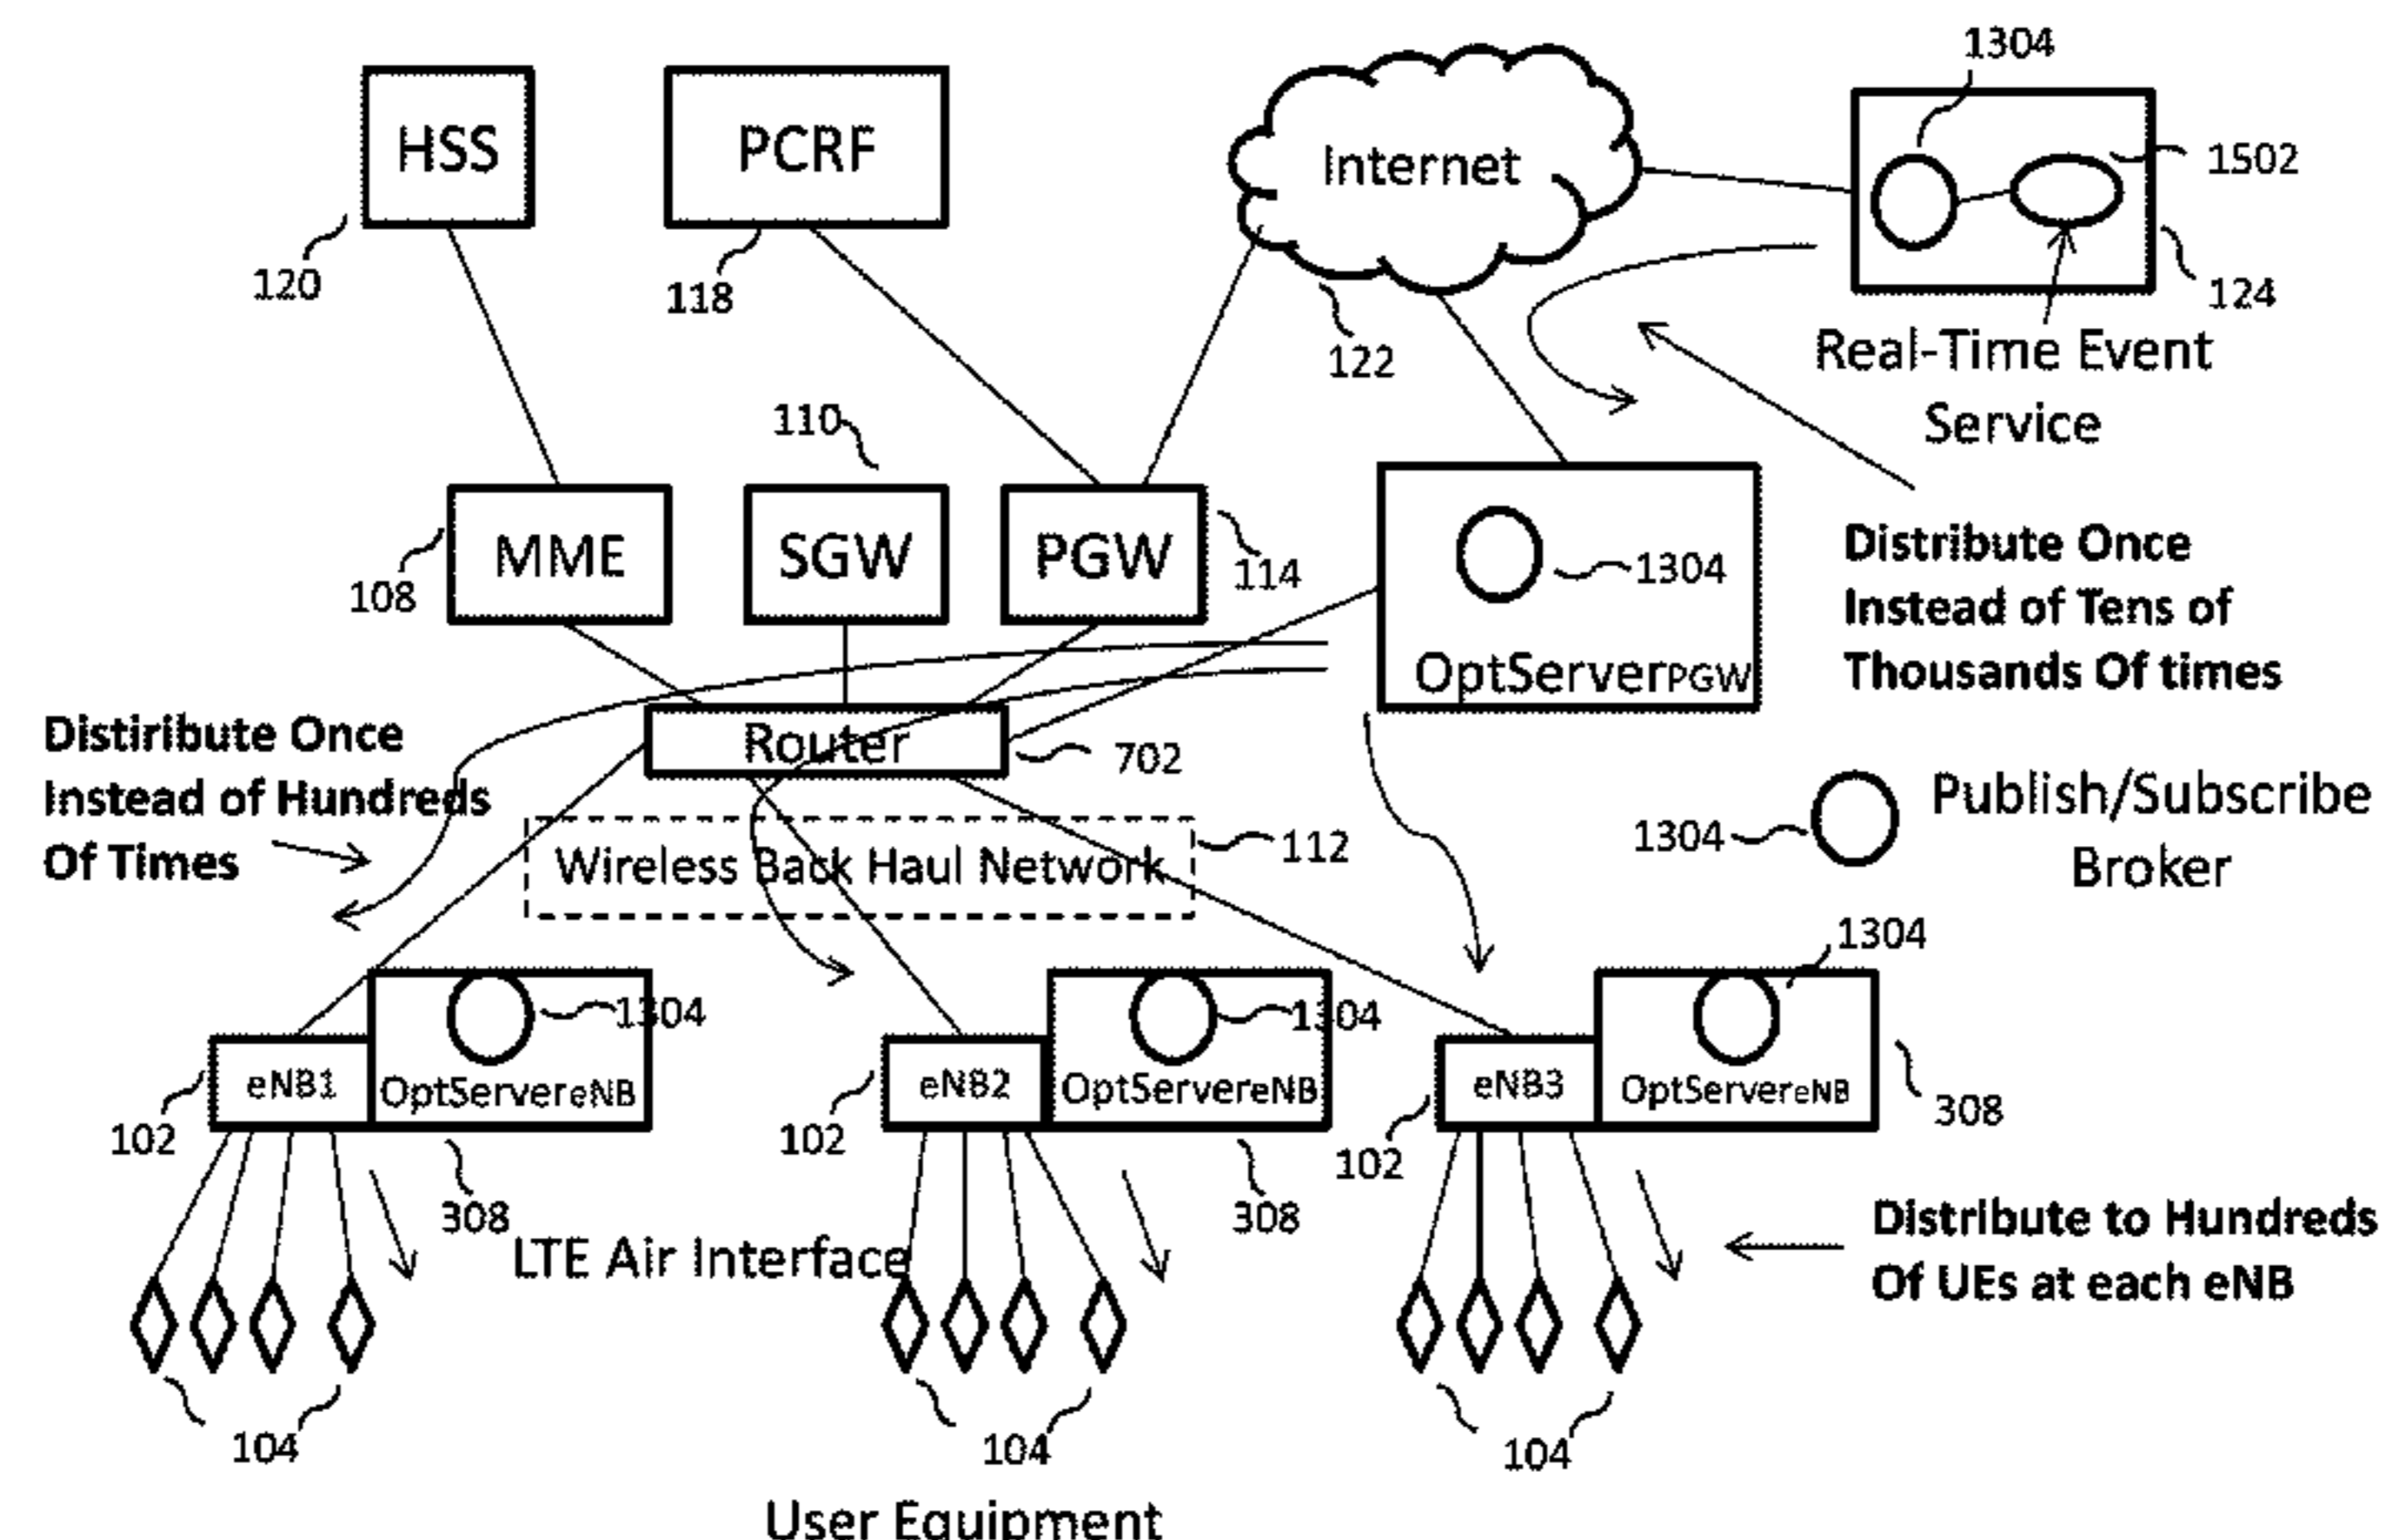 1304
HSS
PCRF
Internet
1502
120
118
122
124
Real-Time Event
Service
110
MME
SGW
PGW
108
114
1304
OptServerPGW
Distribute Once
Instead of Tens of
Thousands Of times
Distiribute Once
Instead of Hundreds
Of Times
Router
702
Wireless Back Haul Network
112
1304
Publish/Subscribe
Broker
1304
1304
1304
eNB1
OptServereNB
eNB2
OptServereNB
eNB3
OptServereNB
102
102
102
308
308
308
LTE Air Interface
Distribute to Hundreds
Of UEs at each eNB
104
104
104
User Equipment